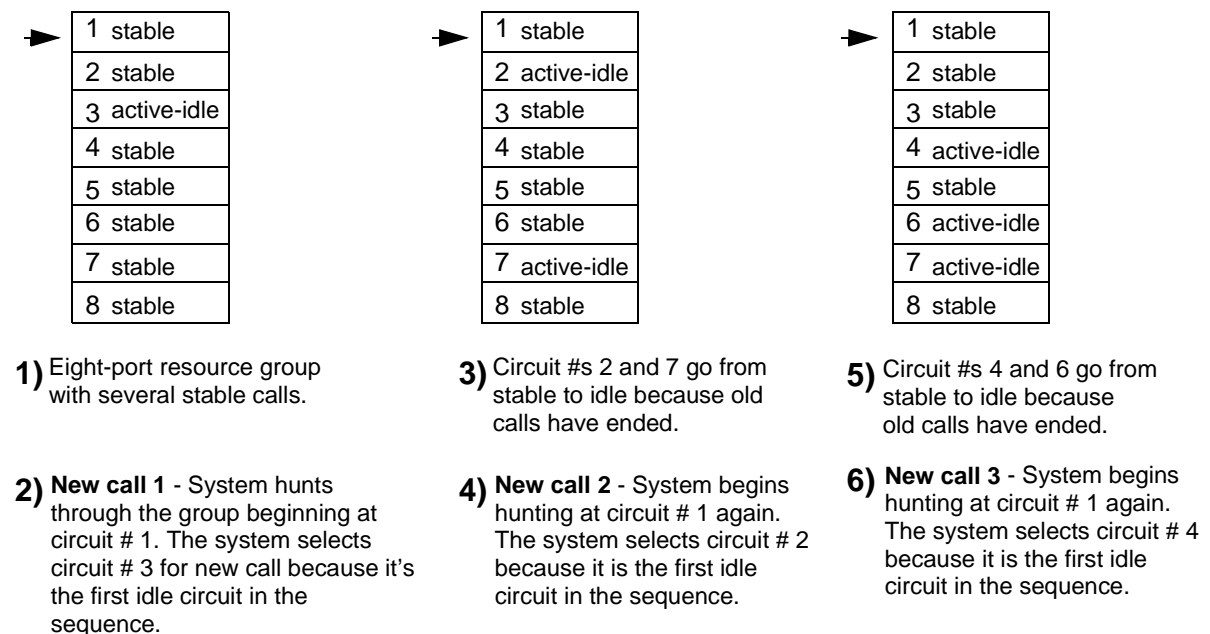 1 stable
2 stable
3 active-idle
4 stable
5 stable
6 stable
7 stable
8 stable
1 stable
2 active-idle
3 stable
4 stable
5 stable
6 stable
7 active-idle
8 stable
1 stable
2 stable
3 stable
4 active-idle
5 stable
6 active-idle
7 active-idle
8 stable
1) Eight-port resource group
with several stable calls.
2) New call 1 - System hunts
through the group beginning at
circuit # 1. The system selects
circuit # 3 for new call because it's
the first idle circuit in the
sequence.
3) Circuit #s 2 and 7 go from
stable to idle because old
calls have ended.
4) New call 2 - System begins
hunting at circuit # 1 again.
The system selects circuit # 2
because it is the first idle
circuit in the sequence.
5) Circuit #s 4 and 6 go from
stable to idle because
old calls have ended.
6) New call 3 - System begins
hunting at circuit # 1 again.
The system selects circuit # 4
because it is the first idle
circuit in the sequence.